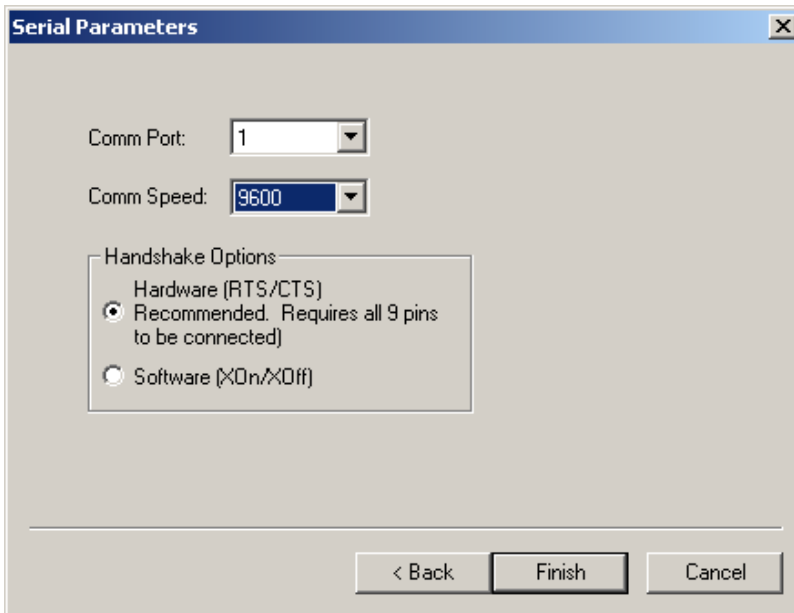 Serial Parameters
Comm Port: 1
Comm Speed: 9600
Handshake Options
Hardware (RTS/CTS)
Recommended. Requires all 9 pins
to be connected)
Software (XOn/XOff)
< Back Finish Cancel